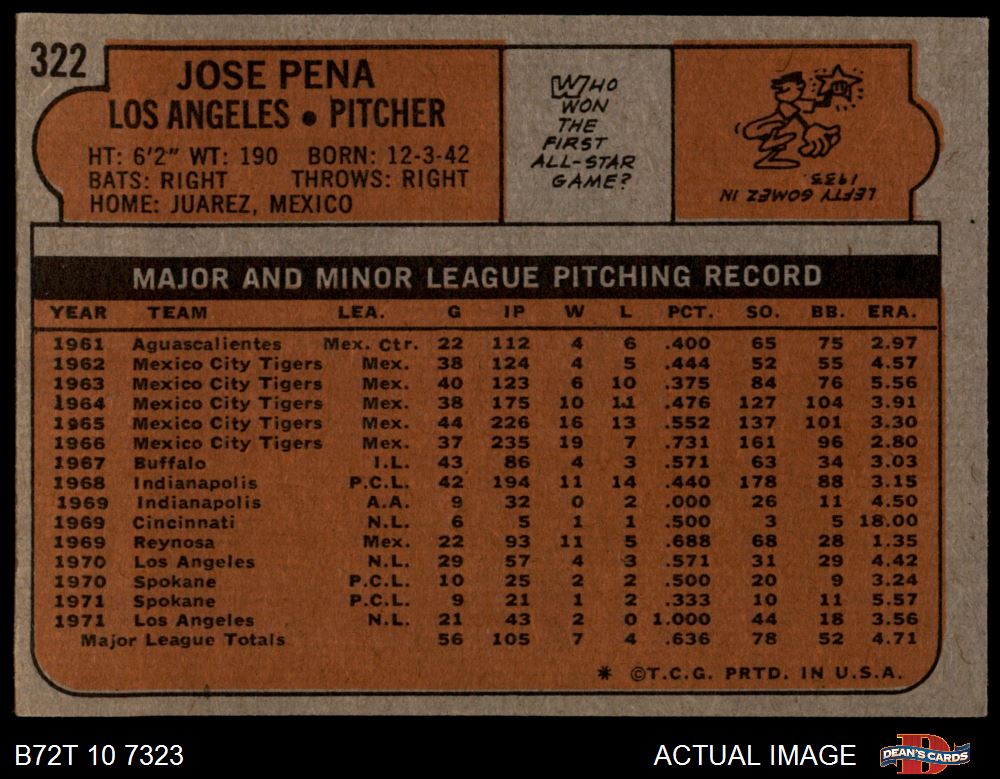 322
JOSE PENA
LOS ANGELES • PITCHER
HT: 6'2" WT: 190 BORN: 12-3-42
BATS: RIGHT THROWS: RIGHT
HOME: JUAREZ, MEXICO
WHO
WON
THE
FIRST
ALL-STAR
GAME?
LEFTY GOMEZ IN
1933.
MAJOR AND MINOR LEAGUE PITCHING RECORD
YEAR TEAM LEA. G IP W L PCT. SO. BB. ERA.
1961 Aguascalientes Mex. Ctr. 22 112 4 6 .400 65 75 2.97
1962 Mexico City Tigers Mex. 38 124 4 5 .444 52 55 4.57
1963 Mexico City Tigers Mex. 40 123 6 10 .375 84 76 5.56
1964 Mexico City Tigers Mex. 38 175 10 11 .476 127 104 3.91
1965 Mexico City Tigers Mex. 44 226 16 13 .552 137 101 3.30
1966 Mexico City Tigers Mex. 37 235 19 7 .731 161 96 2.80
1967 Buffalo I.L. 43 86 4 3 .571 63 34 3.03
1968 Indianapolis P.C.L. 42 194 11 14 .440 178 88 3.15
1969 Indianapolis A.A. 9 32 0 2 .000 26 11 4.50
1969 Cincinnati N.L. 6 5 1 1 .500 3 5 18.00
1969 Reynosa Mex. 22 93 11 5 .688 68 28 1.35
1970 Los Angeles N.L. 29 57 4 3 .571 31 29 4.42
1970 Spokane P.C.L. 10 25 2 2 .500 20 9 3.24
1971 Spokane P.C.L. 9 21 1 2 .333 10 11 5.57
1971 Los Angeles N.L. 21 43 2 0 1.000 44 18 3.56
Major League Totals 56 105 7 4 .636 78 52 4.71
* ©T.C.G. PRTD. IN U.S.A.
B72T 10 7323
ACTUAL IMAGE
DEAN'S CARDS